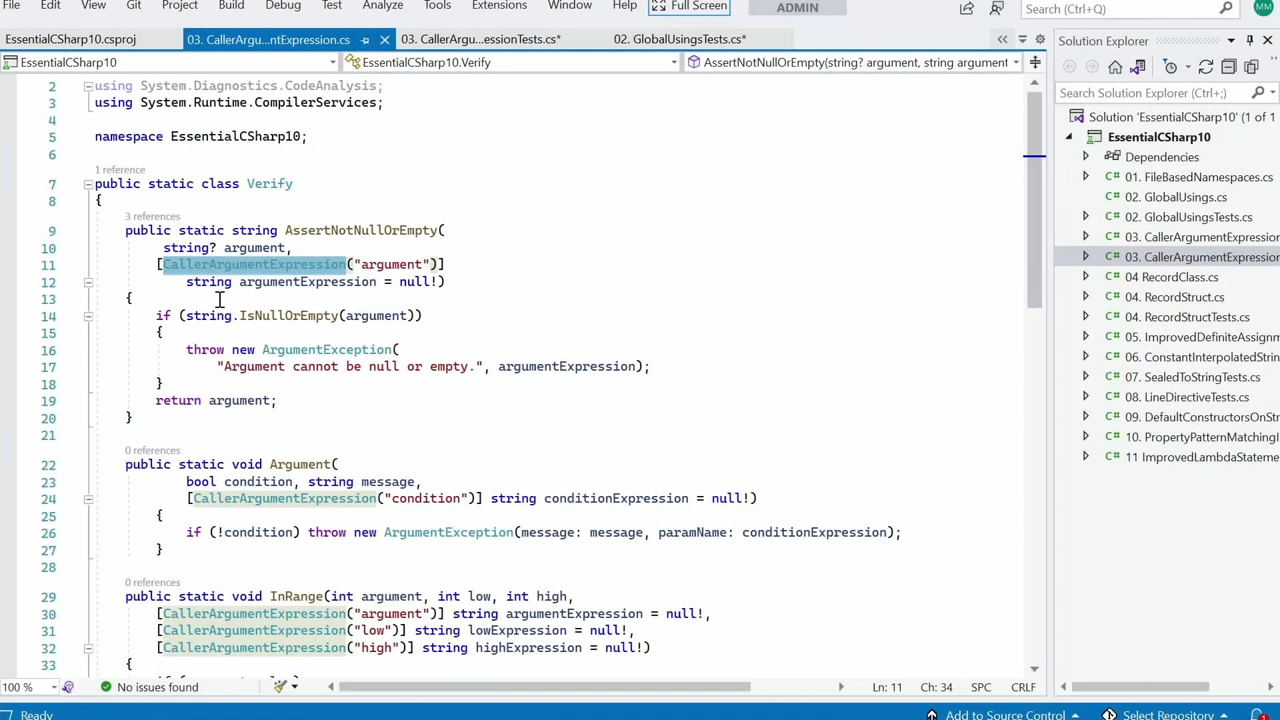 File Edit View Git Project Build Debug Test Analyze Tools Extensions Window Help Full Screen ADMIN Search (Ctrl+Q) MM
EssentialCSharp10.csproj 03. CallerArgu...ntExpression.cs 03. CallerArgu...essionTests.cs* 02. GlobalUsingsTests.cs*
EssentialCSharp10 EssentialCSharp10.Verify AssertNotNullOrEmpty(string? argument, string argument
2 using System.Diagnostics.CodeAnalysis;
3 using System.Runtime.CompilerServices;
4
5 namespace EssentialCSharp10;
6
1 reference
7 public static class Verify
8 {
3 references
9 public static string AssertNotNullOrEmpty(
10 string? argument,
11 [CallerArgumentExpression("argument")]
12 string argumentExpression = null!)
13 {
14 if (string.IsNullOrEmpty(argument))
15 {
16 throw new ArgumentException(
17 "Argument cannot be null or empty.", argumentExpression);
18 }
19 return argument;
20 }
21
0 references
22 public static void Argument(
23 bool condition, string message,
24 [CallerArgumentExpression("condition")] string conditionExpression = null!)
25 {
26 if (!condition) throw new ArgumentException(message: message, paramName: conditionExpression);
27 }
28
0 references
29 public static void InRange(int argument, int low, int high,
30 [CallerArgumentExpression("argument")] string argumentExpression = null!,
31 [CallerArgumentExpression("low")] string lowExpression = null!,
32 [CallerArgumentExpression("high")] string highExpression = null!)
33 {
100 % No issues found Ln: 11 Ch: 34 SPC CRLF
Ready Add to Source Control Select Repository
Solution Explorer
Search Solution Explorer (Ctrl+;)
Solution 'EssentialCSharp10' (1 of 1
EssentialCSharp10
Dependencies
C# 01. FileBasedNamespaces.cs
C# 02. GlobalUsings.cs
C# 02. GlobalUsingsTests.cs
C# 03. CallerArgumentExpression
C# 03. CallerArgumentExpression
C# 04 RecordClass.cs
C# 04. RecordStruct.cs
C# 04. RecordStructTests.cs
C# 05. ImprovedDefiniteAssignm
C# 06. ConstantInterpolatedStrin
C# 07. SealedToStringTests.cs
C# 08. LineDirectiveTests.cs
C# 09. DefaultConstructorsOnStr
C# 10. PropertyPatternMatchingI
C# 11 ImprovedLambdaStateme